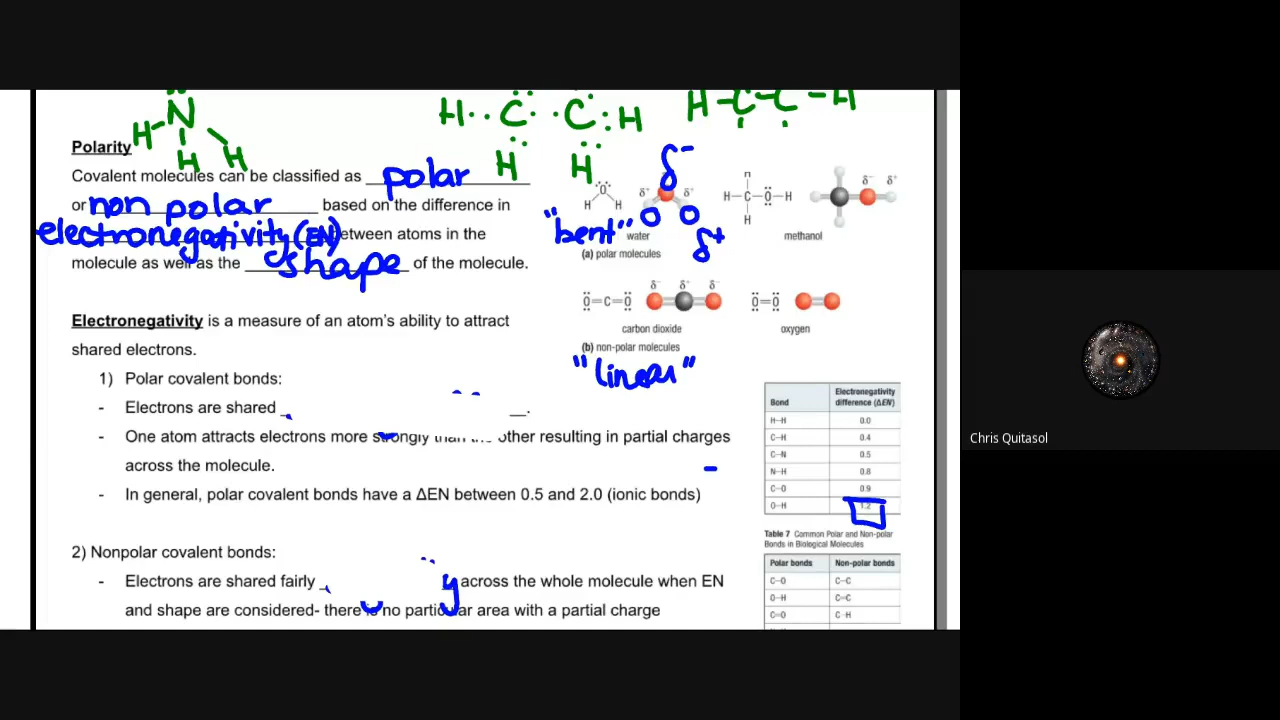 N
H H H
H · · C · · C : H
H H
H - C - C - H
Polarity
Covalent molecules can be classified as polar
or non polar based on the difference in
electronegativity (EN) between atoms in the
molecule as well as the shape of the molecule.
δ-
δ+ δ+
O
H H
"bent"
water
δ+
(a) polar molecules
H
H-C-O-H
H
δ- δ+
methanol
O=C=O
δ- δ+ δ-
carbon dioxide
O=O
oxygen
(b) non-polar molecules
"linear"
Electronegativity is a measure of an atom's ability to attract
shared electrons.
1) Polar covalent bonds:
- Electrons are shared
- One atom attracts electrons more strongly than the other resulting in partial charges
across the molecule.
- In general, polar covalent bonds have a ΔEN between 0.5 and 2.0 (ionic bonds)
2) Nonpolar covalent bonds:
- Electrons are shared fairly y across the whole molecule when EN
and shape are considered- there is no particular area with a partial charge
Bond Electronegativity difference (ΔEN)
H–H 0.0
C–H 0.4
C–N 0.5
N–H 0.8
C–O 0.9
O–H 1.2
Table 7 Common Polar and Non-polar
Bonds in Biological Molecules
Polar bonds Non-polar bonds
C–O C–C
O–H C=C
C=O C–H
Chris Quitasol